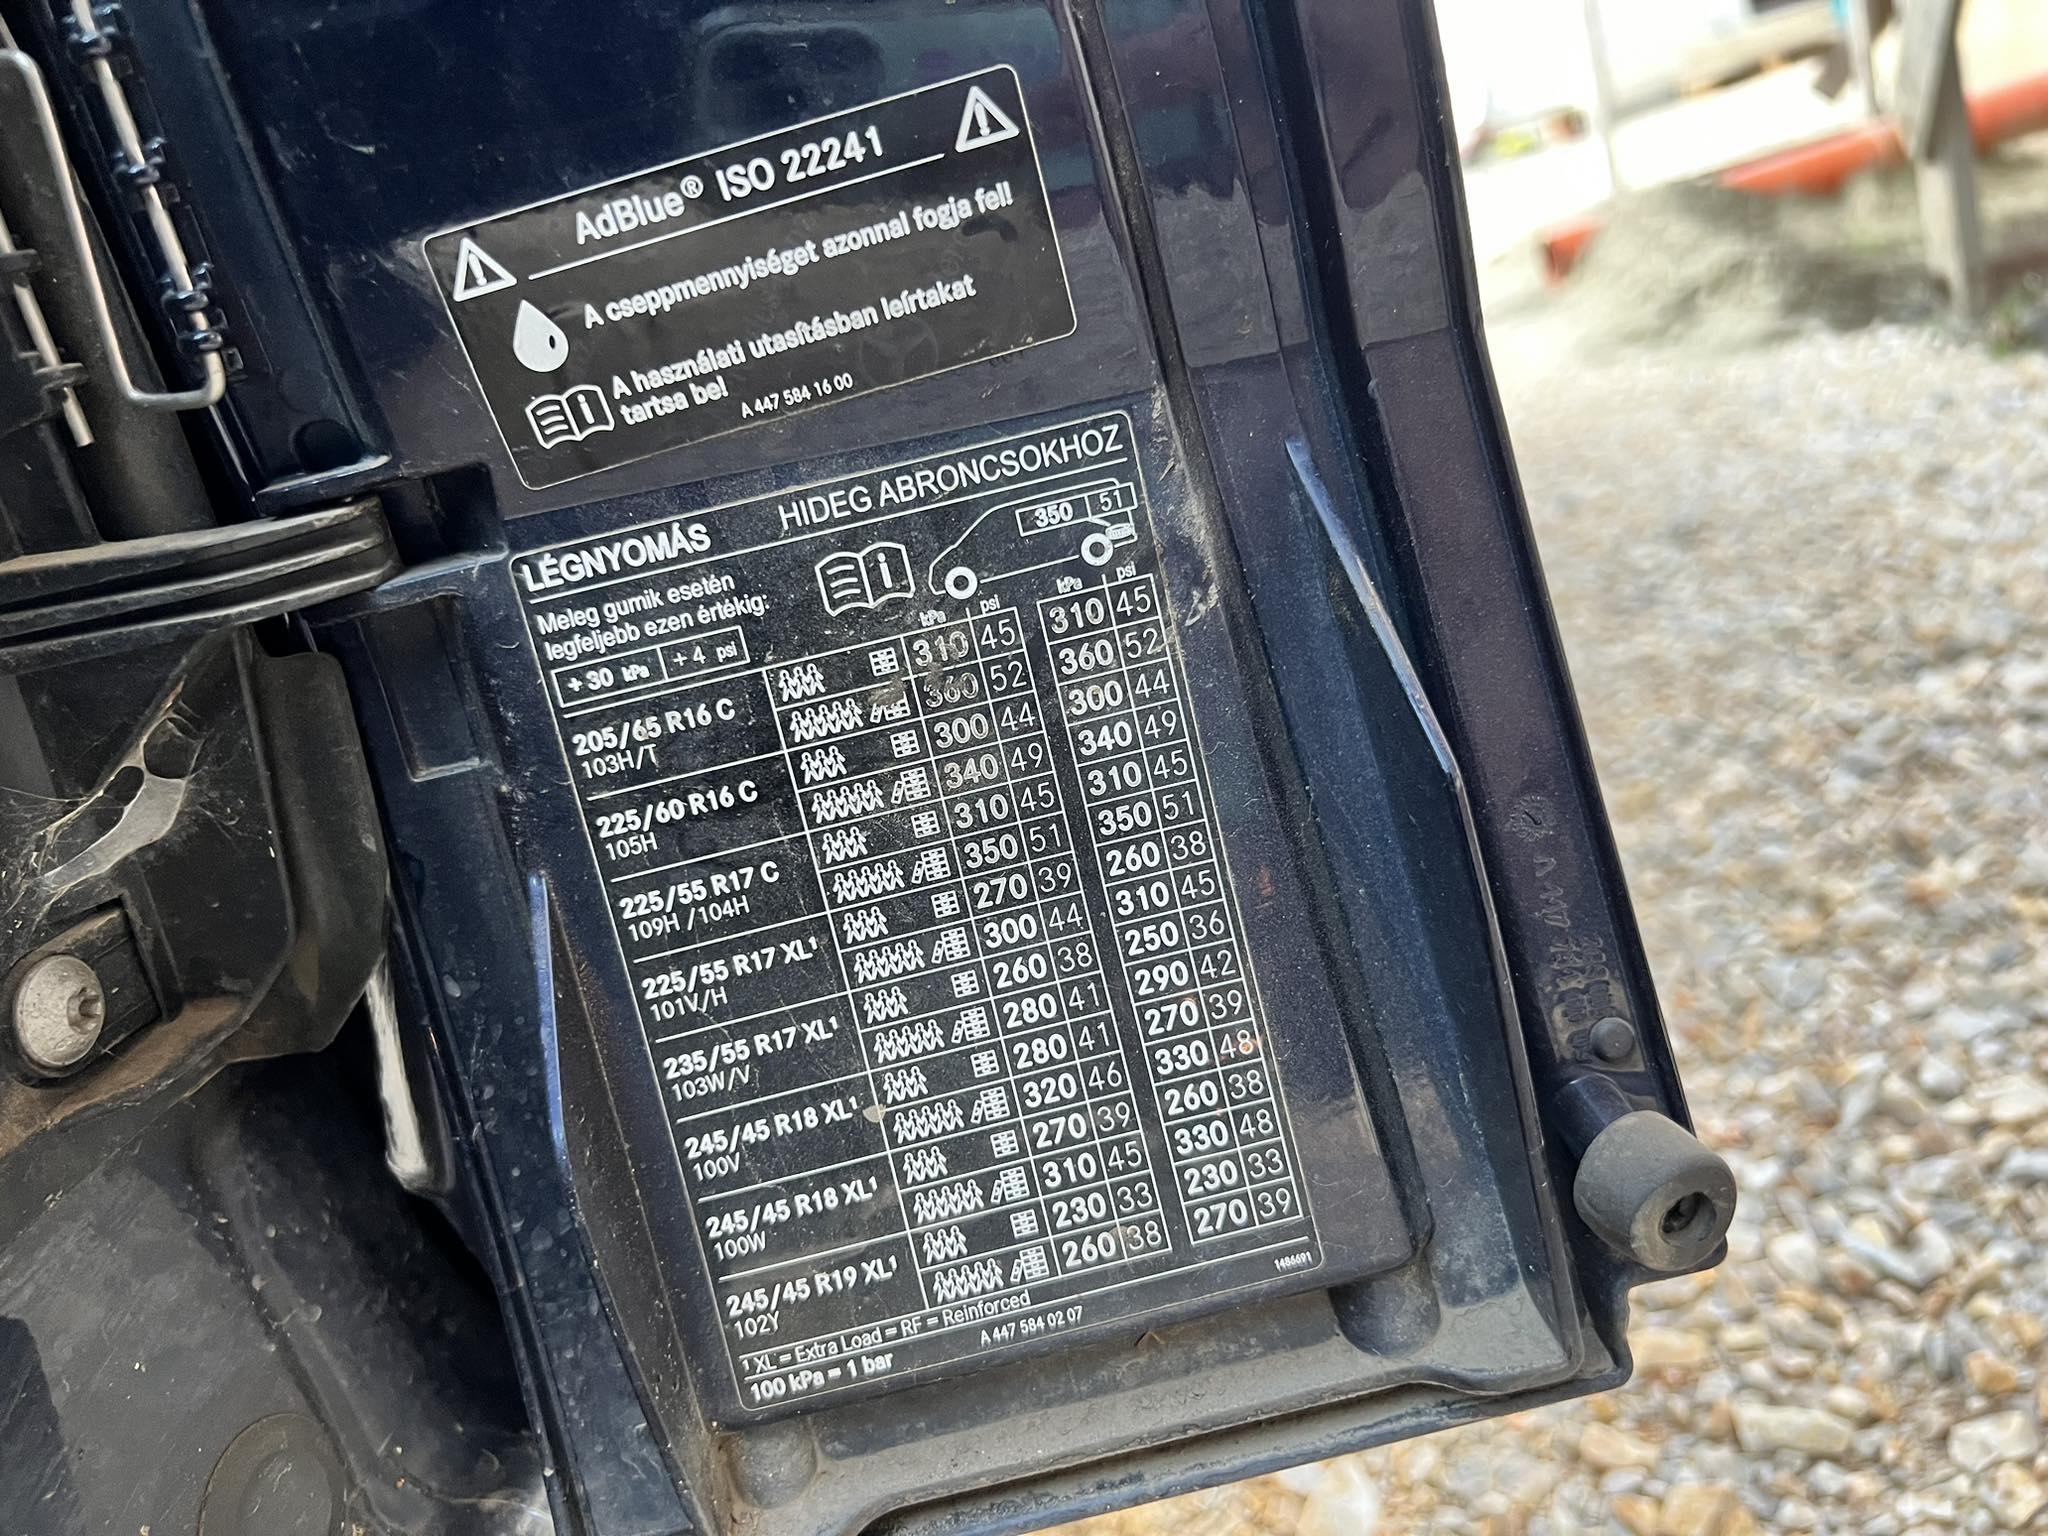 AdBlue® ISO 22241
A cseppmennyiséget azonnal fogja fel!
A használati utasításban leírtakat
tartsa be!
A 447 584 16 00
LÉGNYOMÁS HIDEG ABRONCSOKHOZ
350 51
Meleg gumik esetén
legfeljebb ezen értékig:
+30 kPa +4 psi
kPa psi kPa psi
205/65 R16 C 310 45 310 45
103H/T 360 52 360 52
225/60 R16 C 300 44 300 44
105H 340 49 340 49
225/55 R17 C 310 45 310 45
109H /104H 350 51 350 51
225/55 R17 XL¹ 270 39 260 38
101V/H 300 44 310 45
235/55 R17 XL¹ 260 38 250 36
103W/V 280 41 290 42
245/45 R18 XL¹ 280 41 270 39
100V 320 46 330 48
245/45 R18 XL¹ 270 39 260 38
100W 310 45 330 48
245/45 R19 XL¹ 230 33 230 33
102Y 260 38 270 39
¹ XL = Extra Load = RF = Reinforced 1486691
100 kPa = 1 bar A 447 584 02 07